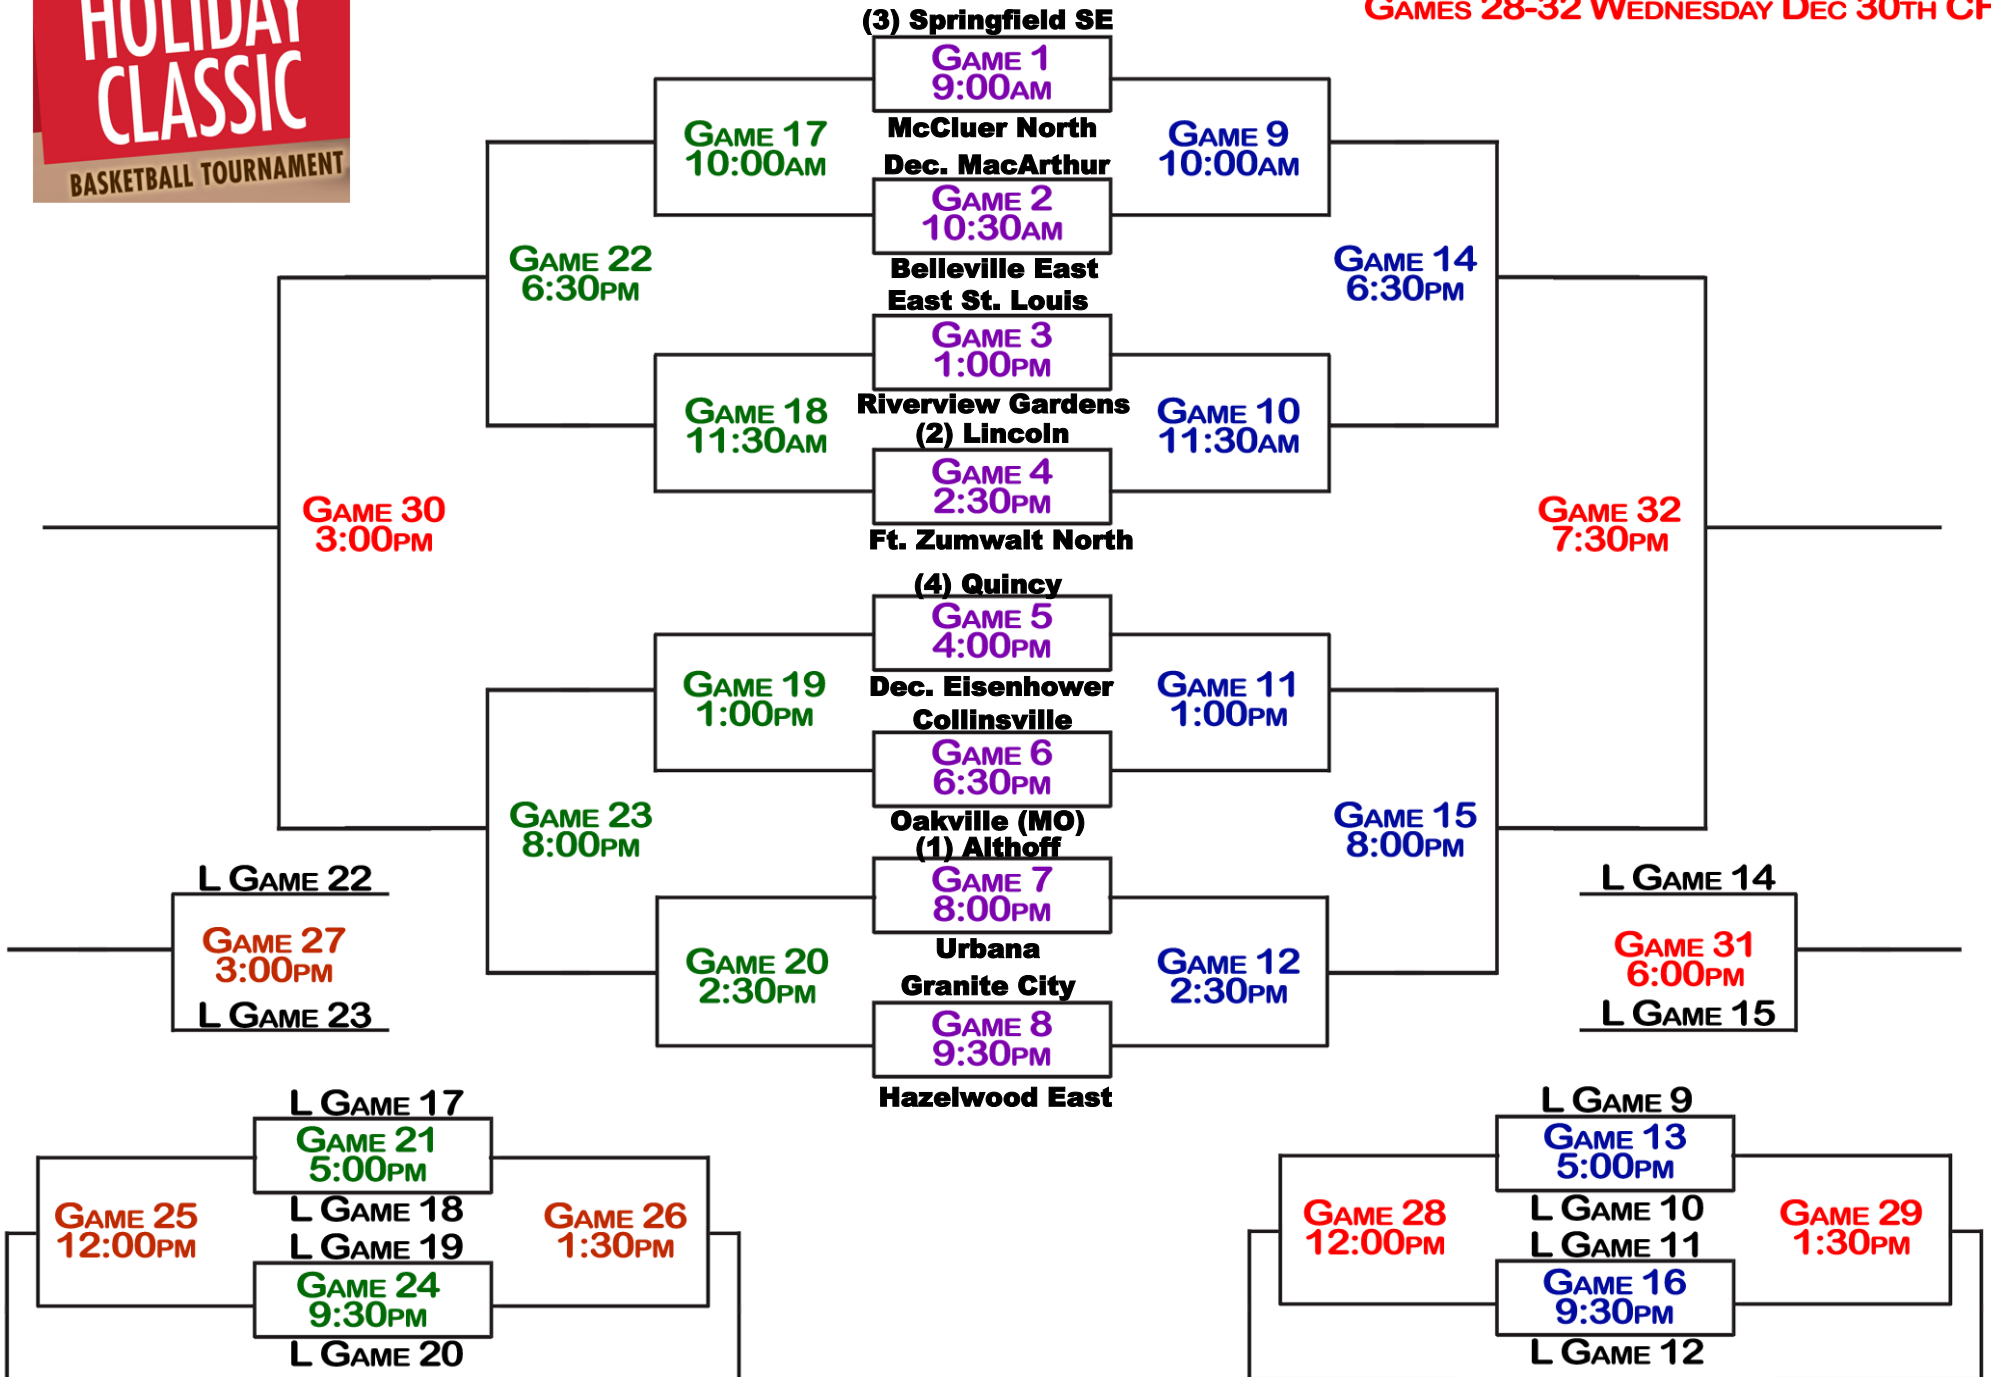 HOLIDAY
CLASSIC
BASKETBALL TOURNAMENT
GAMES 28-32 WEDNESDAY DEC 30TH
(3) Springfield SE
GAME 1
9:00AM
McCluer North
Dec. MacArthur
GAME 2
10:30AM
Belleville East
East St. Louis
GAME 3
1:00PM
Riverview Gardens
(2) Lincoln
GAME 4
2:30PM
Ft. Zumwalt North
(4) Quincy
GAME 5
4:00PM
Dec. Eisenhower
Collinsville
GAME 6
6:30PM
Oakville (MO)
(1) Althoff
GAME 7
8:00PM
Urbana
Granite City
GAME 8
9:30PM
Hazelwood East
GAME 17
10:00AM
GAME 18
11:30AM
GAME 19
1:00PM
GAME 20
2:30PM
GAME 22
6:30PM
GAME 23
8:00PM
GAME 30
3:00PM
GAME 9
10:00AM
GAME 10
11:30AM
GAME 11
1:00PM
GAME 12
2:30PM
GAME 14
6:30PM
GAME 15
8:00PM
GAME 32
7:30PM
L GAME 22
GAME 27
3:00PM
L GAME 23
L GAME 14
GAME 31
6:00PM
L GAME 15
L GAME 17
GAME 21
5:00PM
L GAME 18
L GAME 19
GAME 24
9:30PM
L GAME 20
GAME 25
12:00PM
GAME 26
1:30PM
L GAME 9
GAME 13
5:00PM
L GAME 10
L GAME 11
GAME 16
9:30PM
L GAME 12
GAME 28
12:00PM
GAME 29
1:30PM